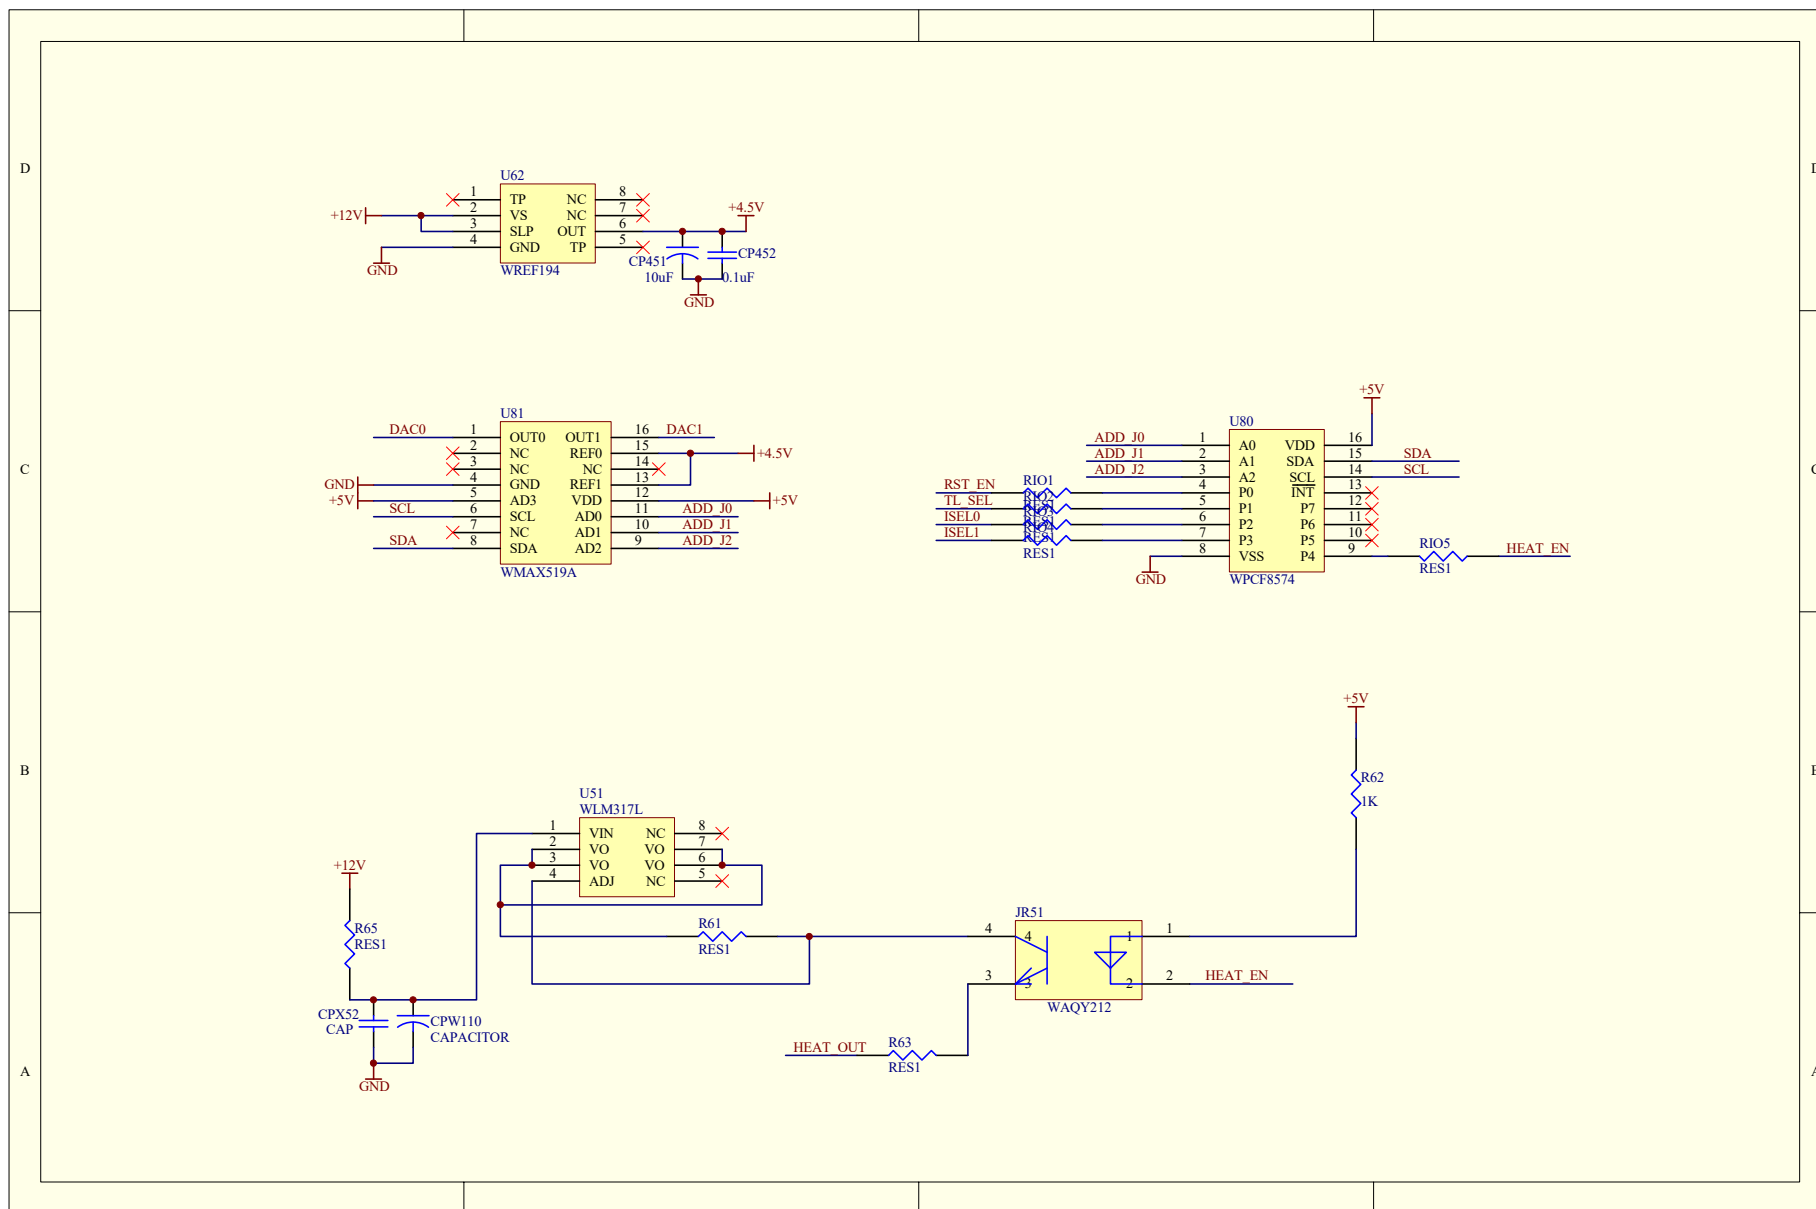 D
U62
1 TP NC 8
+12V 2 VS NC 7
3 SLP OUT 6 +4.5V
4 GND TP 5
GND
WREF194
CP451
10uF
CP452
0.1uF
GND
C
U81
DAC0 1 OUT0 OUT1 16 DAC1
2 NC REF0 15 +4.5V
3 NC NC 14
GND 4 GND REF1 13
+5V 5 AD3 VDD 12 +5V
SCL 6 SCL AD0 11 ADD_J0
7 NC AD1 10 ADD_J1
SDA 8 SDA AD2 9 ADD_J2
WMAX519A
+5V
U80
ADD_J0 1 A0 VDD 16
ADD_J1 2 A1 SDA 15 SDA
ADD_J2 3 A2 SCL 14 SCL
RST_EN RIO1 4 P0 INT 13
TL_SEL 5 P1 P7 12
ISEL0 6 P2 P6 11
ISEL1 7 P3 P5 10
RES1
8 VSS P4 9 RIO5 HEAT_EN
RES1
GND
WPCF8574
B
+5V
R62
1K
U51
WLM317L
1 VIN NC 8
2 VO VO 7
3 VO VO 6
4 ADJ NC 5
+12V
R65
RES1
R61
RES1
JR51
4 4 1 1
3 3 2 2 HEAT_EN
WAQY212
CPX52
CAP
CPW110
CAPACITOR
GND
HEAT_OUT R63
RES1
A